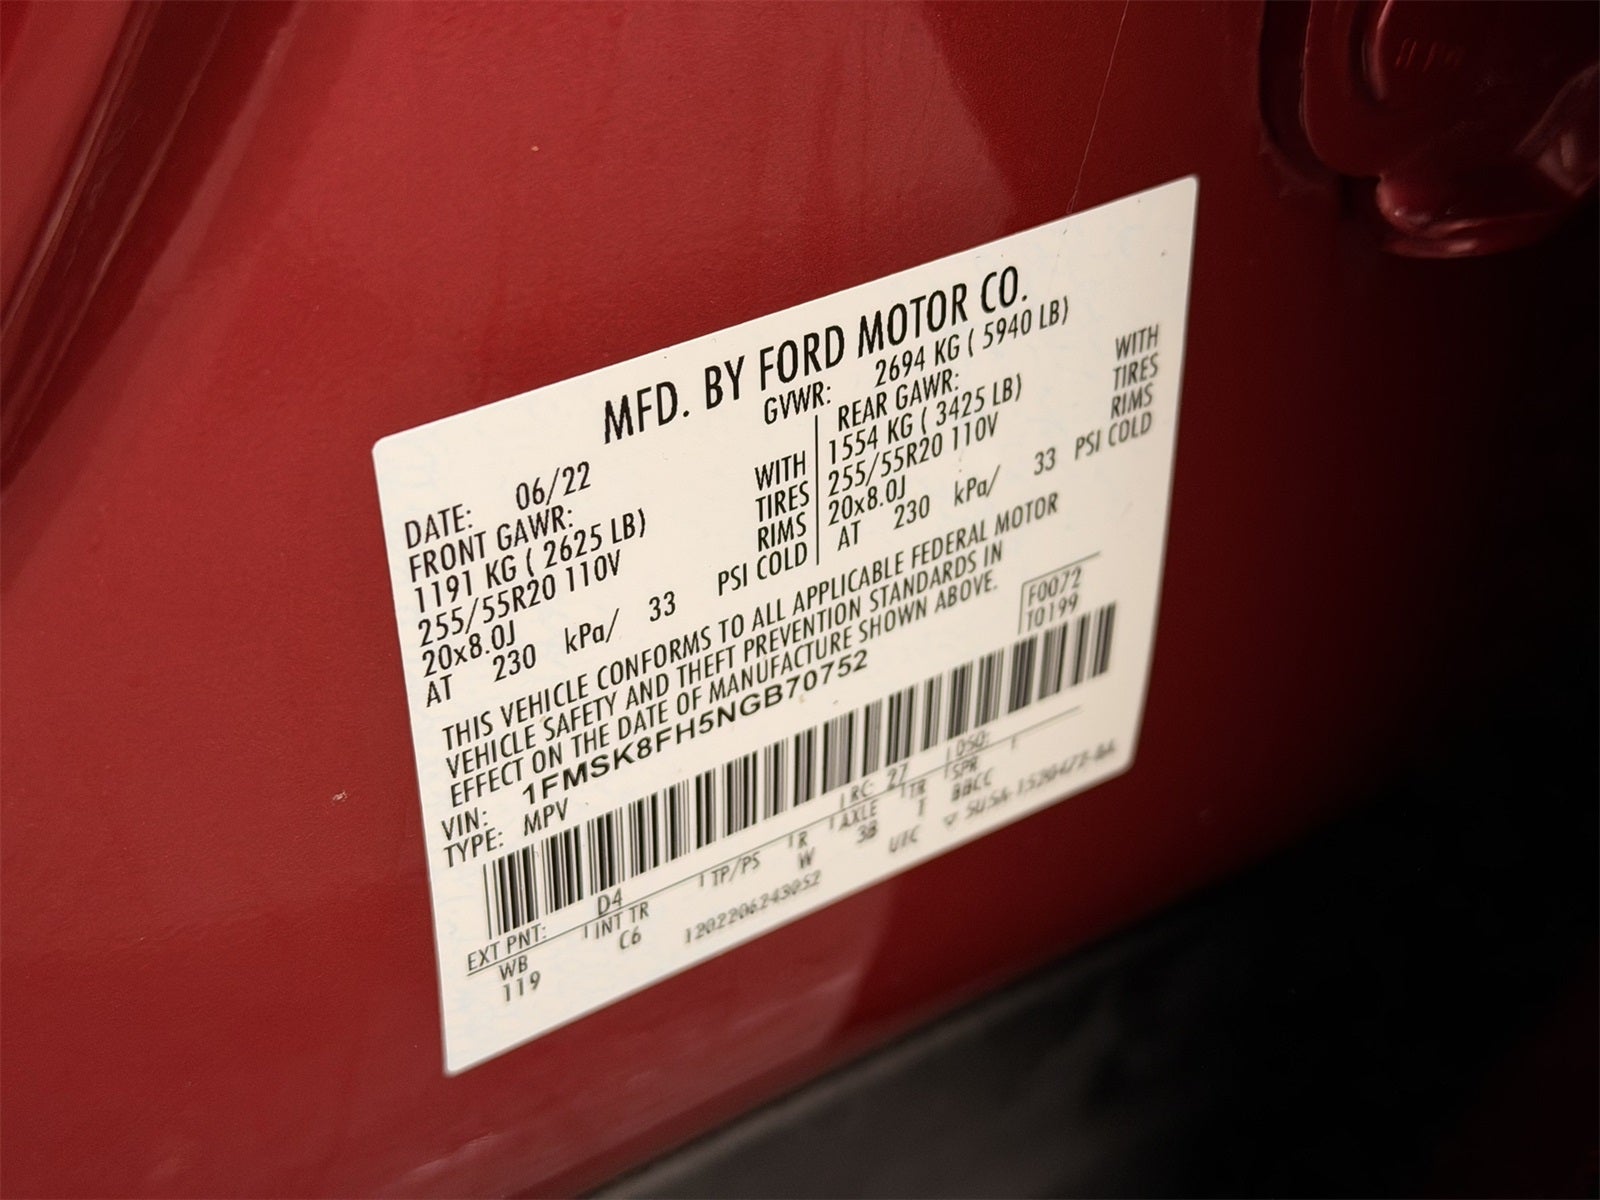 MFD. BY FORD MOTOR CO.
DATE: 06/22 GVWR: 2694 KG ( 5940 LB)
FRONT GAWR: REAR GAWR:
1191 KG ( 2625 LB) WITH 1554 KG ( 3425 LB) WITH
255/55R20 110V TIRES 255/55R20 110V TIRES
20x8.0J RIMS 20x8.0J RIMS
AT 230 kPa/ 33 PSI COLD AT 230 kPa/ 33 PSI COLD
THIS VEHICLE CONFORMS TO ALL APPLICABLE FEDERAL MOTOR
VEHICLE SAFETY AND THEFT PREVENTION STANDARDS IN
EFFECT ON THE DATE OF MANUFACTURE SHOWN ABOVE.
VIN: 1FMSK8FH5NGB70752 F0072
TYPE: MPV T0199
EXT PNT: D4 RC: 27 DSO:
WB INT TR TP/PS R AXLE TR SPR
119 C6 W 3B T BBCC
1202206243052 UTC